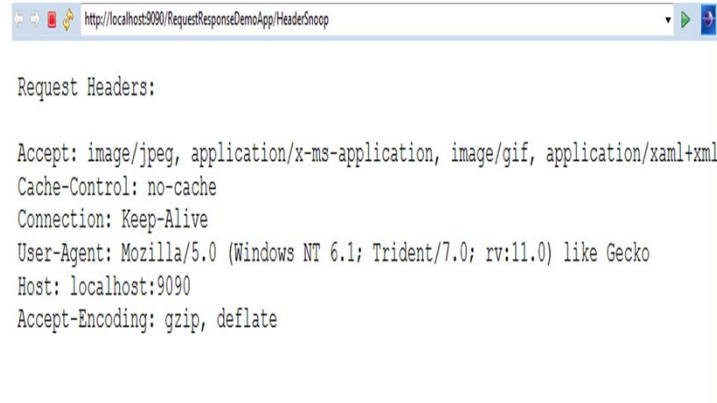 http://localhost:9090/RequestResponseDemoApp/HeaderSnoop
Request Headers:
Accept: image/jpeg, application/x-ms-application, image/gif, application/xaml+xml
Cache-Control: no-cache
Connection: Keep-Alive
User-Agent: Mozilla/5.0 (Windows NT 6.1; Trident/7.0; rv:11.0) like Gecko
Host: localhost:9090
Accept-Encoding: gzip, deflate